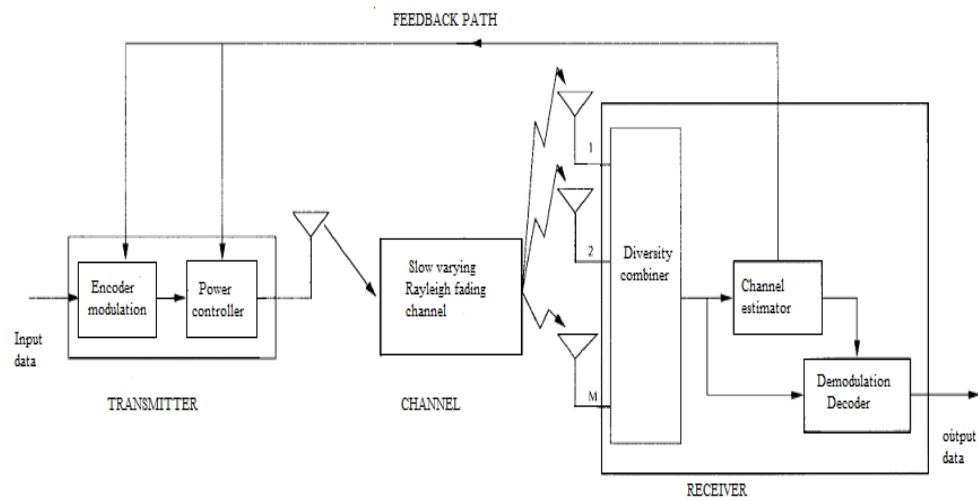 FEEDBACK PATH
1
2
M
Encoder
modulation
Power
controller
Slow varying
Rayleigh fading
channel
Diversity
combiner
Channel
estimator
Demodulation
Decoder
Input
data
output
data
TRANSMITTER
CHANNEL
RECEIVER